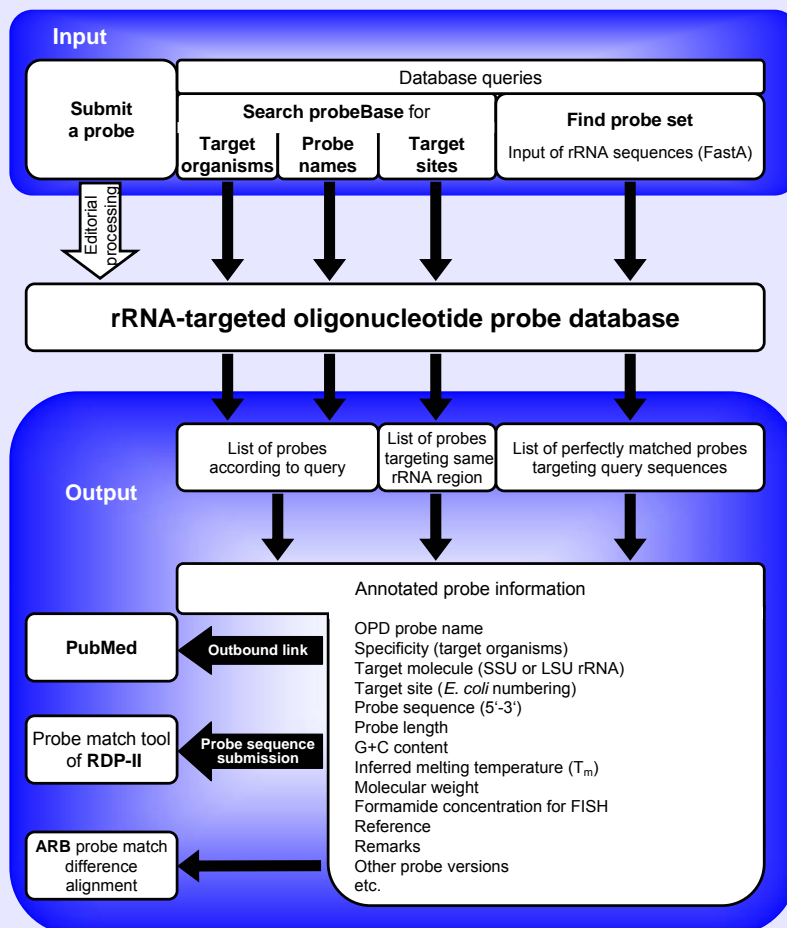 Input
Submit
a probe
Database queries
Search probeBase for
Target
organisms
Probe
names
Target
sites
Find probe set
Input of rRNA sequences (FastA)
Editorial
processing
rRNA-targeted oligonucleotide probe database
Output
List of probes
according to query
List of probes
targeting same
rRNA region
List of perfectly matched probes
targeting query sequences
Annotated probe information
OPD probe name
Specificity (target organisms)
Target molecule (SSU or LSU rRNA)
Target site (E. coli numbering)
Probe sequence (5‘-3‘)
Probe length
G+C content
Inferred melting temperature (Tm)
Molecular weight
Formamide concentration for FISH
Reference
Remarks
Other probe versions
etc.
PubMed
Outbound link
Probe match tool
of RDP-II
Probe sequence
submission
ARB probe match
difference
alignment